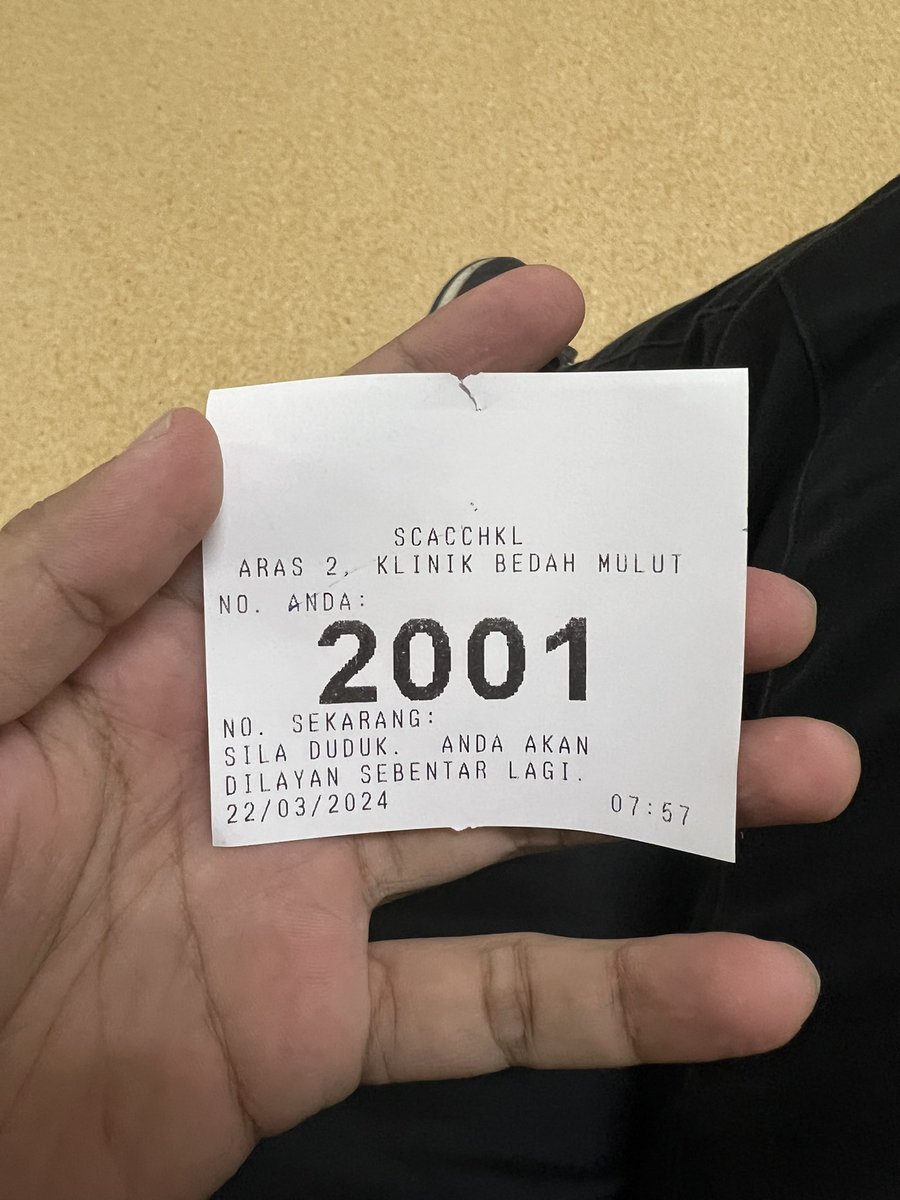 SCACCHKL
ARAS 2, KLINIK BEDAH MULUT
NO. ANDA:
2001
NO. SEKARANG:
SILA DUDUK. ANDA AKAN
DILAYAN SEBENTAR LAGI.
22/03/2024 07:57